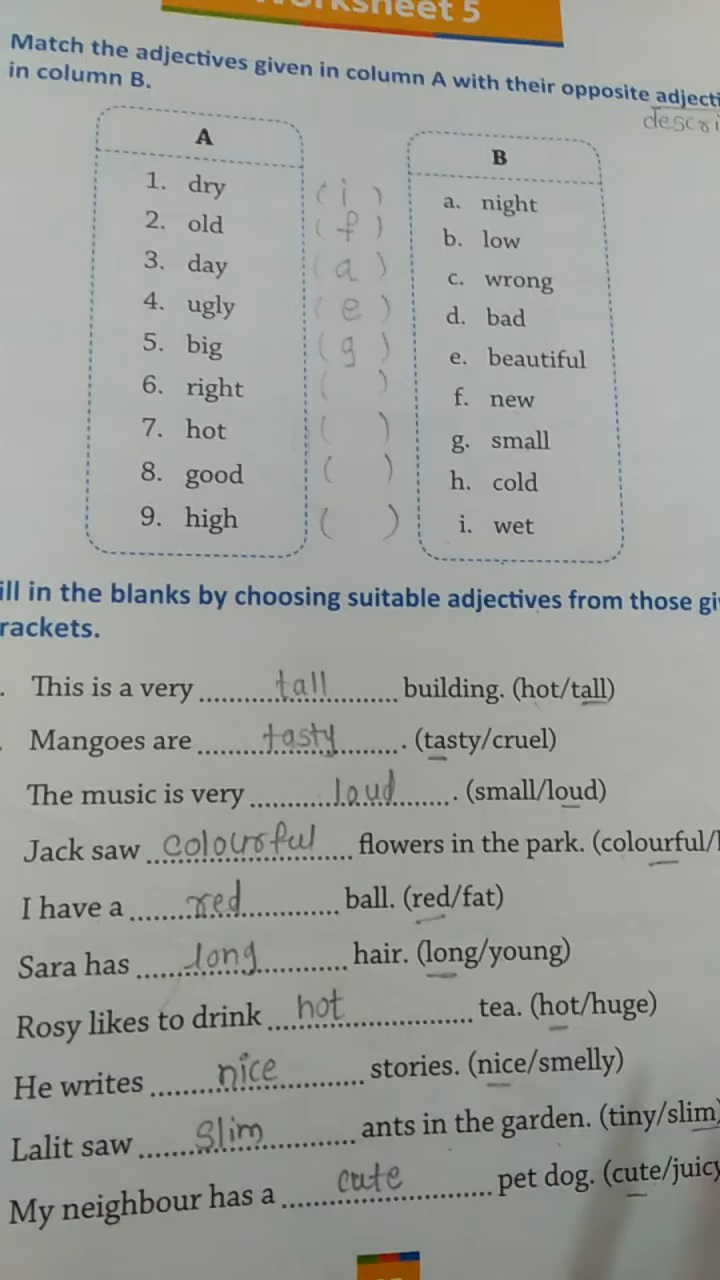 Worksheet 5
Match the adjectives given in column A with their opposite adjecti
in column B.
descri
A
B
1. dry ( i ) a. night
2. old ( f ) b. low
3. day ( a ) c. wrong
4. ugly ( e ) d. bad
5. big ( g ) e. beautiful
6. right ( ) f. new
7. hot ( ) g. small
8. good ( ) h. cold
9. high ( ) i. wet
ill in the blanks by choosing suitable adjectives from those gi
rackets.
. This is a very ......tall...... building. (hot/tall)
. Mangoes are ......tasty...... . (tasty/cruel)
The music is very ......loud...... . (small/loud)
Jack saw ...colourful... flowers in the park. (colourful/
I have a ......red...... ball. (red/fat)
Sara has ......long...... hair. (long/young)
Rosy likes to drink ...hot...... tea. (hot/huge)
He writes ......nice...... stories. (nice/smelly)
Lalit saw ......slim...... ants in the garden. (tiny/slim)
My neighbour has a ......cute...... pet dog. (cute/juicy